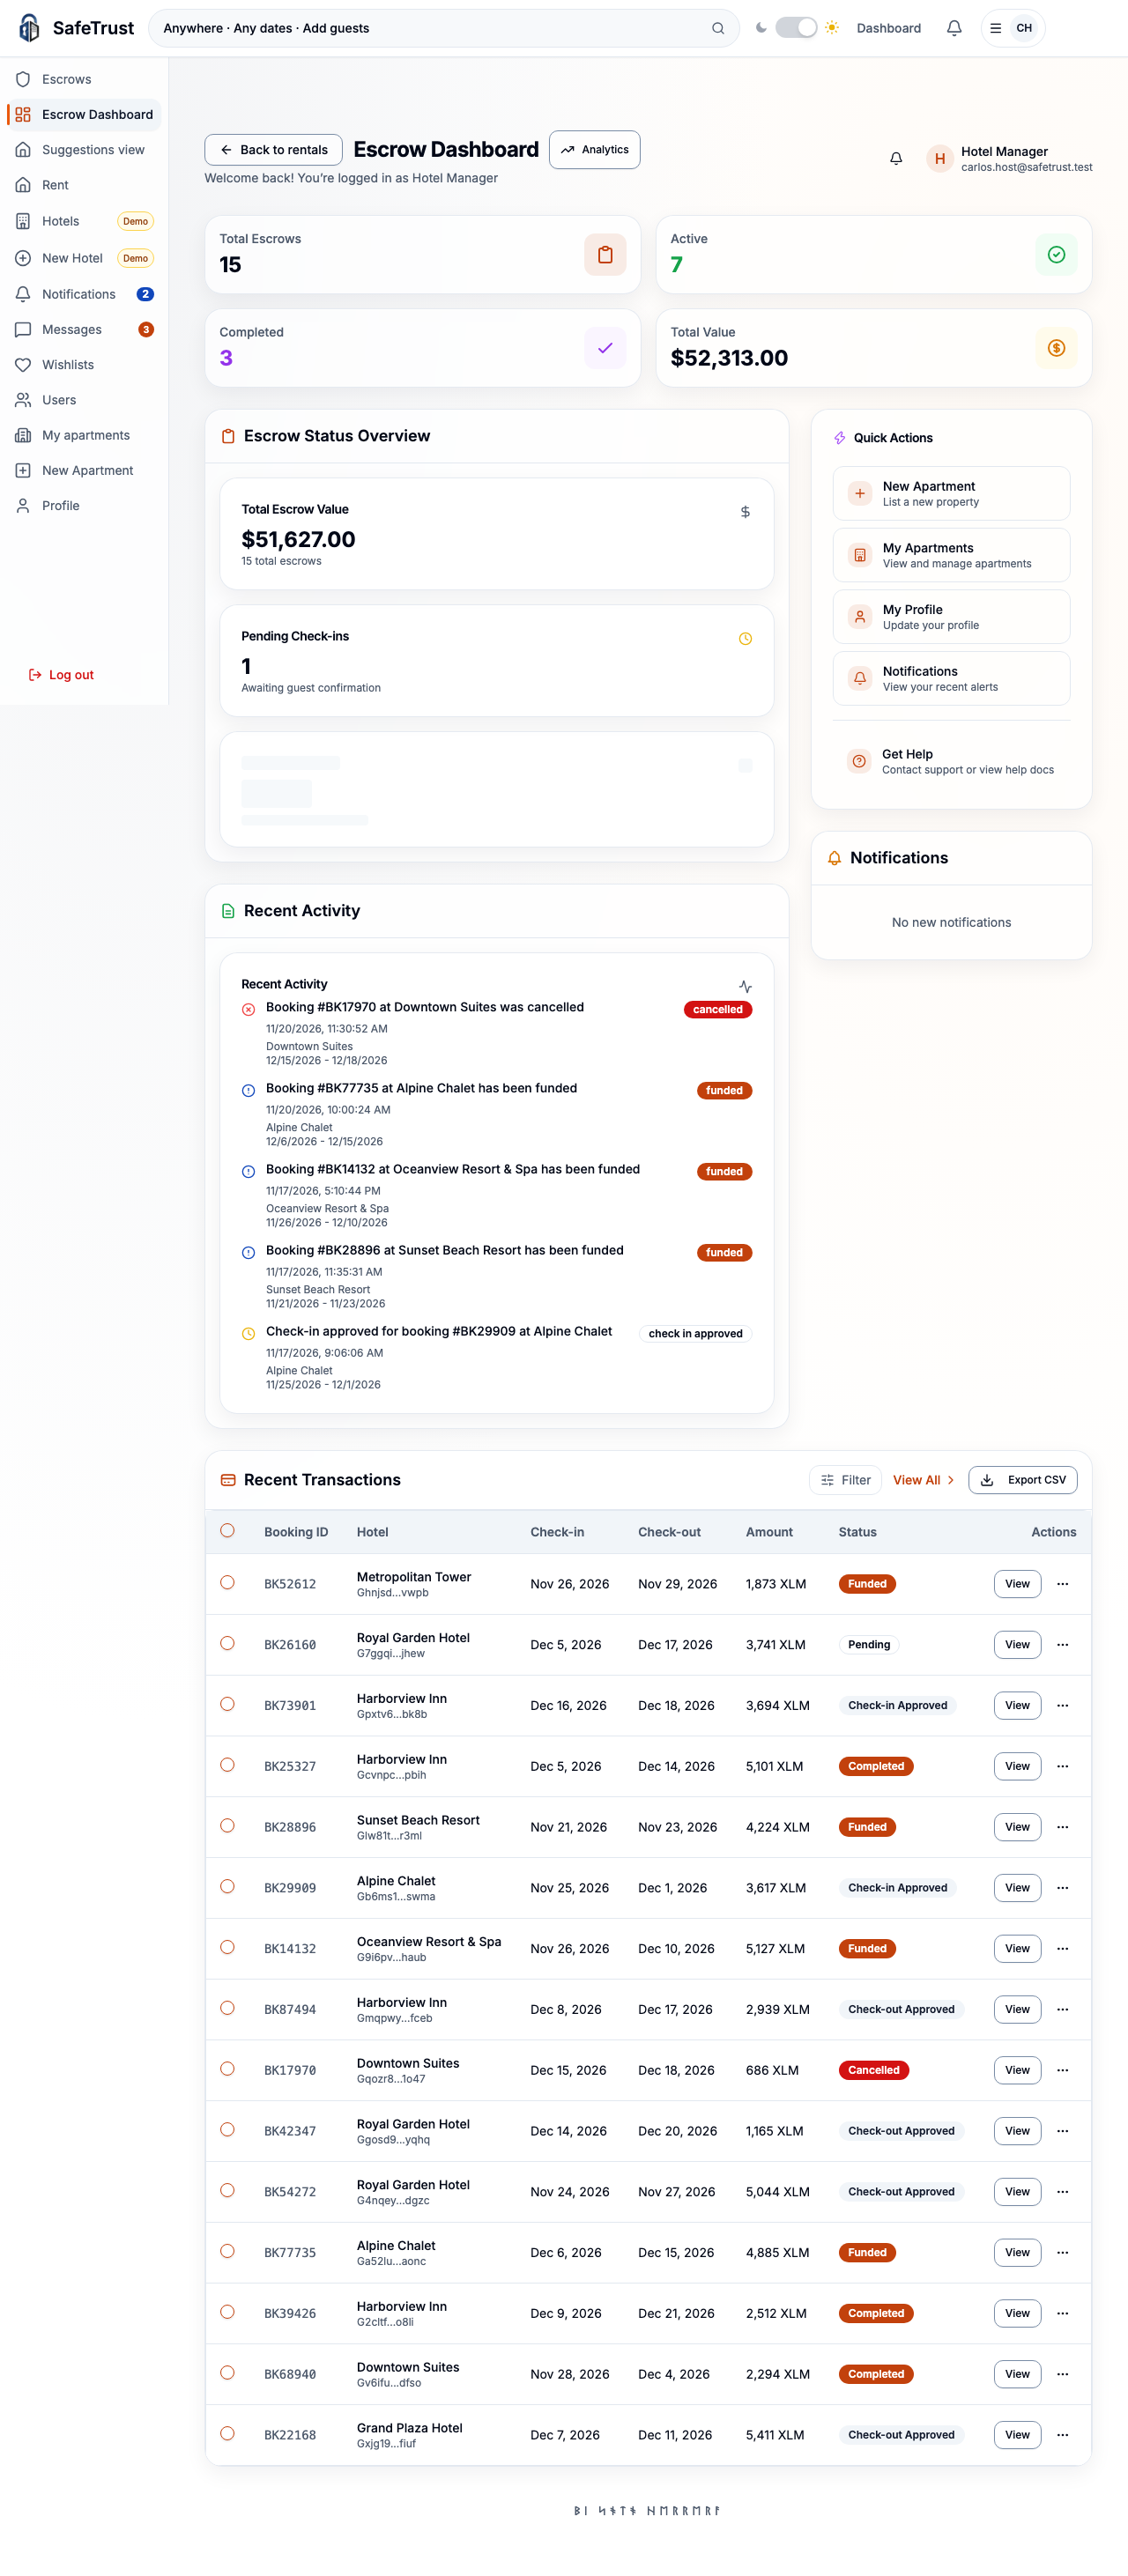 SafeTrust
Anywhere · Any dates · Add guests
Dashboard
CH
Escrows
Escrow Dashboard
Suggestions view
Rent
Hotels Demo
New Hotel Demo
Notifications 2
Messages 3
Wishlists
Users
My apartments
New Apartment
Profile
Log out
Back to rentals
Escrow Dashboard
Analytics
Welcome back! You're logged in as Hotel Manager
H
Hotel Manager
carlos.host@safetrust.test
Total Escrows
15
Active
7
Completed
3
Total Value
$52,313.00
Escrow Status Overview
Total Escrow Value
$51,627.00
15 total escrows
Pending Check-ins
1
Awaiting guest confirmation
Quick Actions
New Apartment
List a new property
My Apartments
View and manage apartments
My Profile
Update your profile
Notifications
View your recent alerts
Get Help
Contact support or view help docs
Notifications
No new notifications
Recent Activity
Recent Activity
Booking #BK17970 at Downtown Suites was cancelled cancelled
11/20/2026, 11:30:52 AM
Downtown Suites
12/15/2026 - 12/18/2026
Booking #BK77735 at Alpine Chalet has been funded funded
11/20/2026, 10:00:24 AM
Alpine Chalet
12/6/2026 - 12/15/2026
Booking #BK14132 at Oceanview Resort & Spa has been funded funded
11/17/2026, 5:10:44 PM
Oceanview Resort & Spa
11/26/2026 - 12/10/2026
Booking #BK28896 at Sunset Beach Resort has been funded funded
11/17/2026, 11:35:31 AM
Sunset Beach Resort
11/21/2026 - 11/23/2026
Check-in approved for booking #BK29909 at Alpine Chalet check in approved
11/17/2026, 9:06:06 AM
Alpine Chalet
11/25/2026 - 12/1/2026
Recent Transactions
Filter
View All
Export CSV
Booking ID Hotel Check-in Check-out Amount Status Actions
BK52612 Metropolitan Tower Nov 26, 2026 Nov 29, 2026 1,873 XLM Funded View
Ghnjsd...vwpb
BK26160 Royal Garden Hotel Dec 5, 2026 Dec 17, 2026 3,741 XLM Pending View
G7ggqi...jhew
BK73901 Harborview Inn Dec 16, 2026 Dec 18, 2026 3,694 XLM Check-in Approved View
Gpxtv6...bk8b
BK25327 Harborview Inn Dec 5, 2026 Dec 14, 2026 5,101 XLM Completed View
Gcvnpc...pbih
BK28896 Sunset Beach Resort Nov 21, 2026 Nov 23, 2026 4,224 XLM Funded View
BK29909 Alpine Chalet Nov 25, 2026 Dec 1, 2026 3,617 XLM Check-in Approved View
Gb6ms1...swma
BK14132 Oceanview Resort & Spa Nov 26, 2026 Dec 10, 2026 5,127 XLM Funded View
G9i6pv...haub
BK87494 Harborview Inn Dec 8, 2026 Dec 17, 2026 2,939 XLM Check-out Approved View
Gmqpwy...fceb
BK17970 Downtown Suites Dec 15, 2026 Dec 18, 2026 686 XLM Cancelled View
Gqozr8...1o47
BK42347 Royal Garden Hotel Dec 14, 2026 Dec 20, 2026 1,165 XLM Check-out Approved View
Ggosd9...yqhq
BK54272 Royal Garden Hotel Nov 24, 2026 Nov 27, 2026 5,044 XLM Check-out Approved View
G4nqey...dgzc
BK77735 Alpine Chalet Dec 6, 2026 Dec 15, 2026 4,885 XLM Funded View
Ga52lu...aonc
BK39426 Harborview Inn Dec 9, 2026 Dec 21, 2026 2,512 XLM Completed View
BK68940 Downtown Suites Nov 28, 2026 Dec 4, 2026 2,294 XLM Completed View
Gv6ifu...dfso
BK22168 Grand Plaza Hotel Dec 7, 2026 Dec 11, 2026 5,411 XLM Check-out Approved View
Gxjg19...fiuf